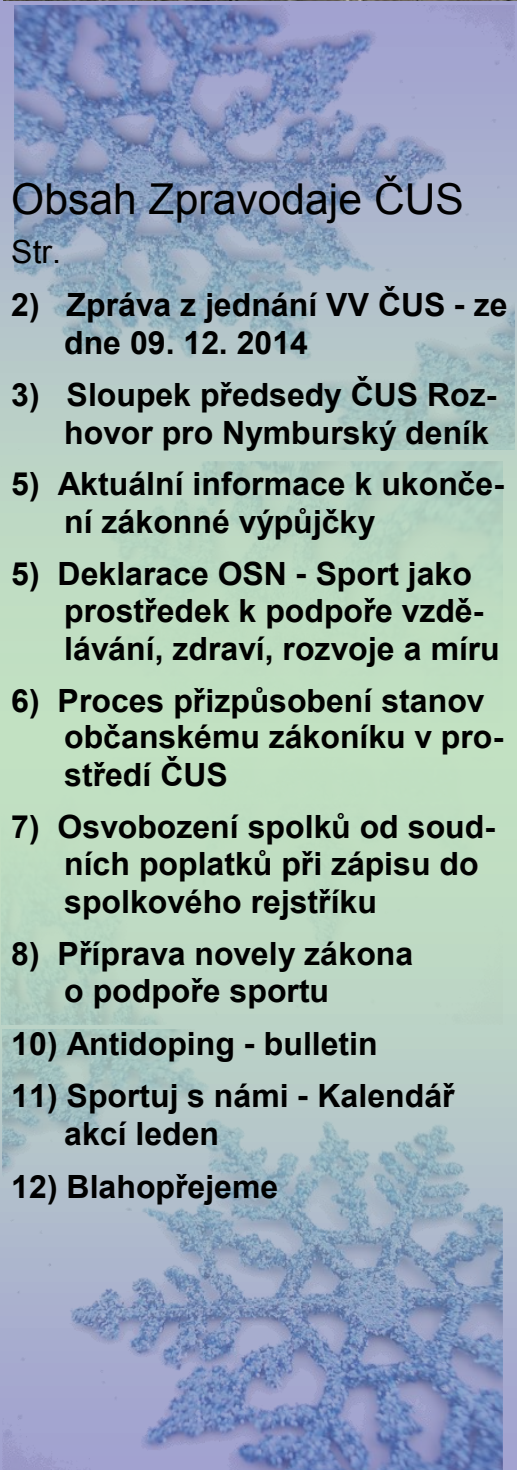 Obsah Zpravodaje ČUS
Str.
2) Zpráva z jednání VV ČUS - ze
dne 09. 12. 2014
3) Sloupek předsedy ČUS Roz-
hovor pro Nymburský deník
5) Aktuální informace k ukonče-
ní zákonné výpůjčky
5) Deklarace OSN - Sport jako
prostředek k podpoře vzdě-
lávání, zdraví, rozvoje a míru
6) Proces přizpůsobení stanov
občanskému zákoníku v pro-
středí ČUS
7) Osvobození spolků od soud-
ních poplatků při zápisu do
spolkového rejstříku
8) Příprava novely zákona
o podpoře sportu
10) Antidoping - bulletin
11) Sportuj s námi - Kalendář
akcí leden
12) Blahopřejeme